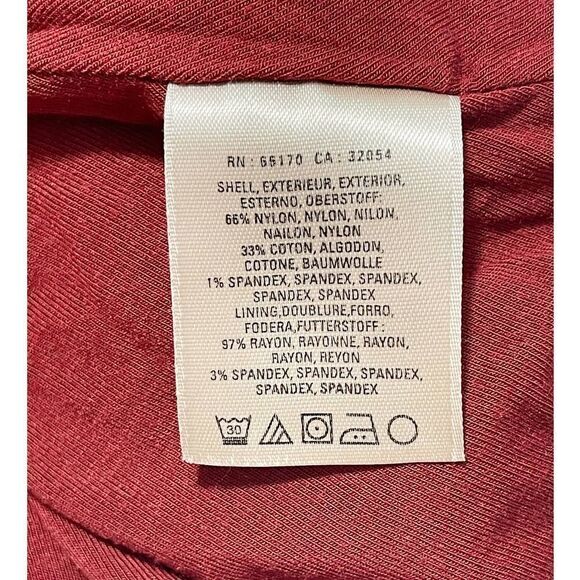 RN : 66170 CA : 32054
SHELL, EXTERIEUR, EXTERIOR,
ESTERNO, OBERSTOFF:
66% NYLON, NYLON, NILON,
NAILON, NYLON
33% COTON, ALGODON,
COTONE, BAUMWOLLE
1% SPANDEX, SPANDEX, SPANDEX,
SPANDEX, SPANDEX
LINING,DOUBLURE,FORRO,
FODERA,FUTTERSTOFF:
97% RAYON, RAYONNE, RAYON,
RAYON, REYON
3% SPANDEX, SPANDEX, SPANDEX,
SPANDEX, SPANDEX
30